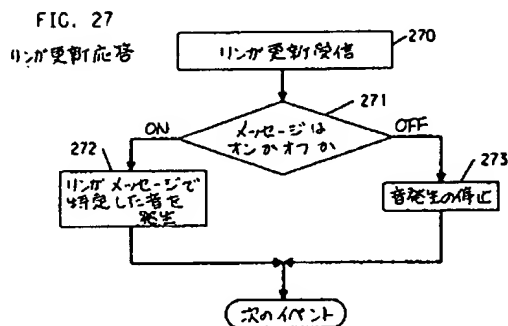 FIG. 27
リンガ更新応答
リンガ更新受信
270
271
メッセージは
オンかオフか
ON
OFF
272
リンガメッセージで
特定した音を
発生
273
音発生の停止
次のイベント